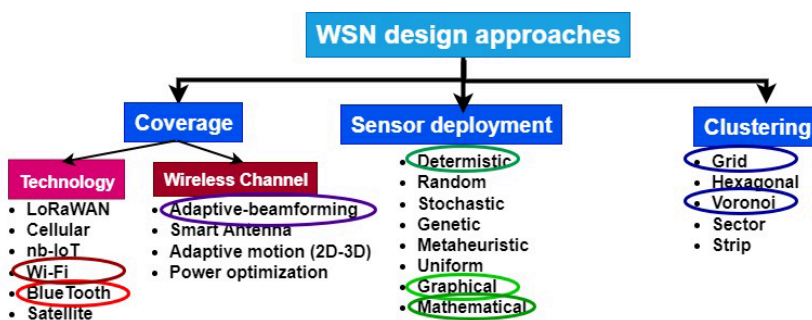 WSN design approaches
Coverage
Sensor deployment
Clustering
Technology
• LoRaWAN
• Cellular
• nb-IoT
• Wi-Fi
• BlueTooth
• Satellite
Wireless Channel
• Adaptive-beamforming
• Smart Antenna
• Adaptive motion (2D-3D)
• Power optimization
• Determistic
• Random
• Stochastic
• Genetic
• Metaheuristic
• Uniform
• Graphical
• Mathematical
• Grid
• Hexagonal
• Voronoi
• Sector
• Strip